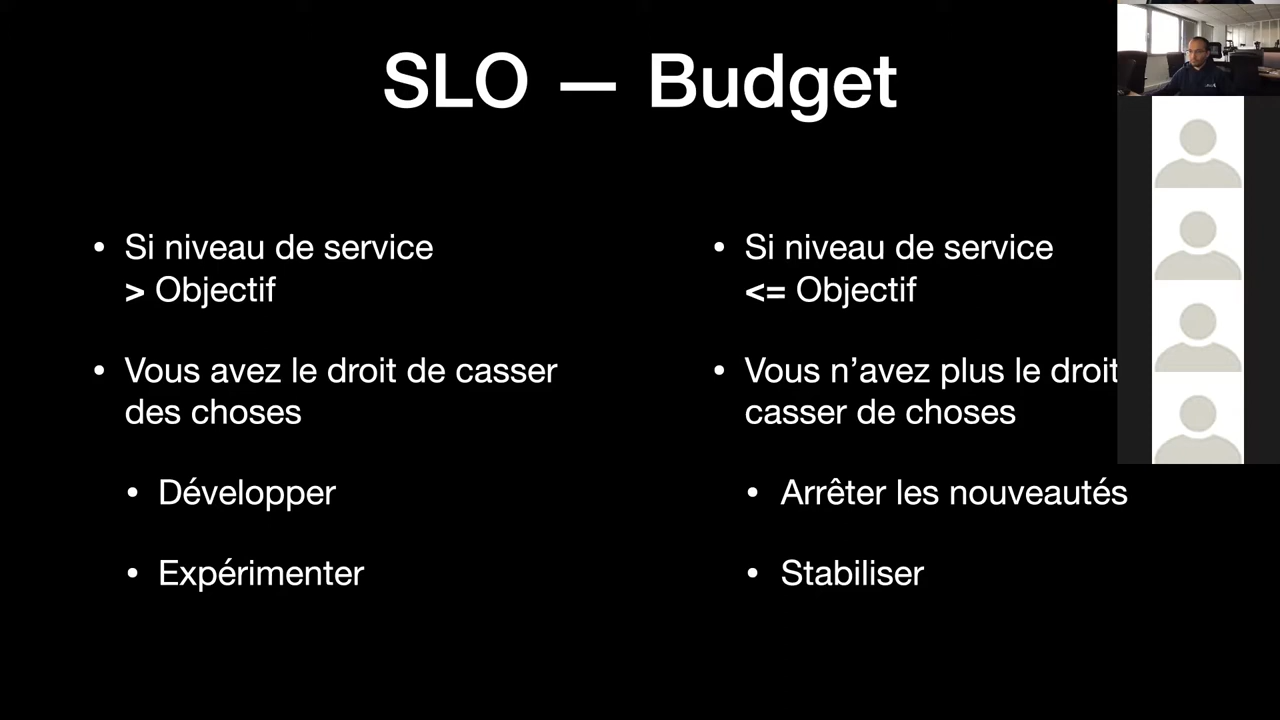 SLO — Budget
• Si niveau de service
> Objectif
• Vous avez le droit de casser
des choses
• Développer
• Expérimenter
• Si niveau de service
<= Objectif
• Vous n’avez plus le droit
casser de choses
• Arrêter les nouveautés
• Stabiliser